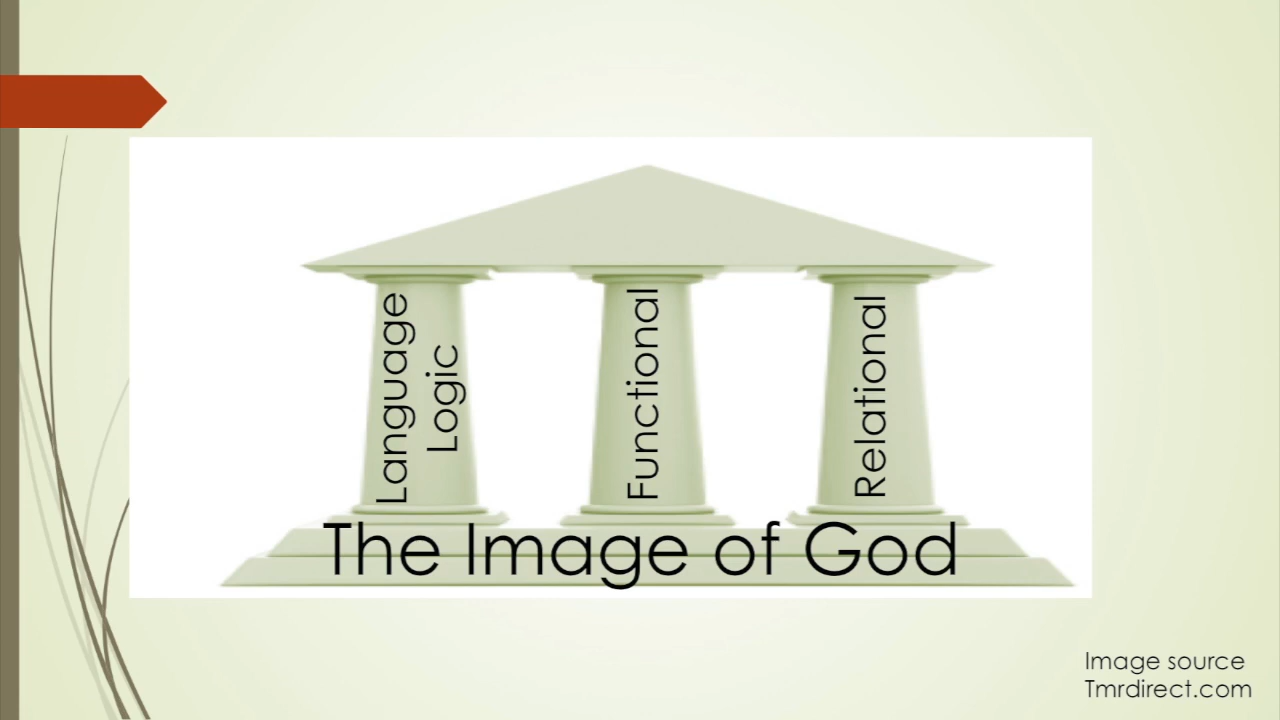 Language
Logic
Functional
Relational
The Image of God
Image source
Tmrdirect.com